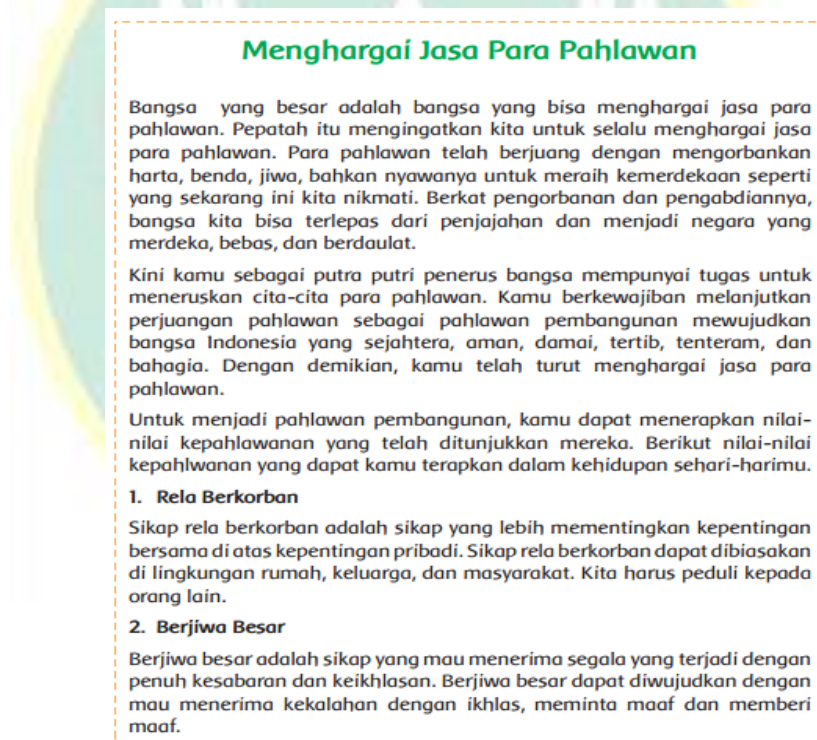 Menghargai Jasa Para Pahlawan
Bangsa yang besar adalah bangsa yang bisa menghargai jasa para
pahlawan. Pepatah itu mengingatkan kita untuk selalu menghargai jasa
para pahlawan. Para pahlawan telah berjuang dengan mengorbankan
harta, benda, jiwa, bahkan nyawanya untuk meraih kemerdekaan seperti
yang sekarang ini kita nikmati. Berkat pengorbanan dan pengabdiannya,
bangsa kita bisa terlepas dari penjajahan dan menjadi negara yang
merdeka, bebas, dan berdaulat.
Kini kamu sebagai putra putri penerus bangsa mempunyai tugas untuk
meneruskan cita-cita para pahlawan. Kamu berkewajiban melanjutkan
perjuangan pahlawan sebagai pahlawan pembangunan mewujudkan
bangsa Indonesia yang sejahtera, aman, damai, tertib, tenteram, dan
bahagia. Dengan demikian, kamu telah turut menghargai jasa para
pahlawan.
Untuk menjadi pahlawan pembangunan, kamu dapat menerapkan nilai-
nilai kepahlawanan yang telah ditunjukkan mereka. Berikut nilai-nilai
kepahlwanan yang dapat kamu terapkan dalam kehidupan sehari-harimu.
1. Rela Berkorban
Sikap rela berkorban adalah sikap yang lebih mementingkan kepentingan
bersama di atas kepentingan pribadi. Sikap rela berkorban dapat dibiasakan
di lingkungan rumah, keluarga, dan masyarakat. Kita harus peduli kepada
orang lain.
2. Berjiwa Besar
Berjiwa besar adalah sikap yang mau menerima segala yang terjadi dengan
penuh kesabaran dan keikhlasan. Berjiwa besar dapat diwujudkan dengan
mau menerima kekalahan dengan ikhlas, meminta maaf dan memberi
maaf.